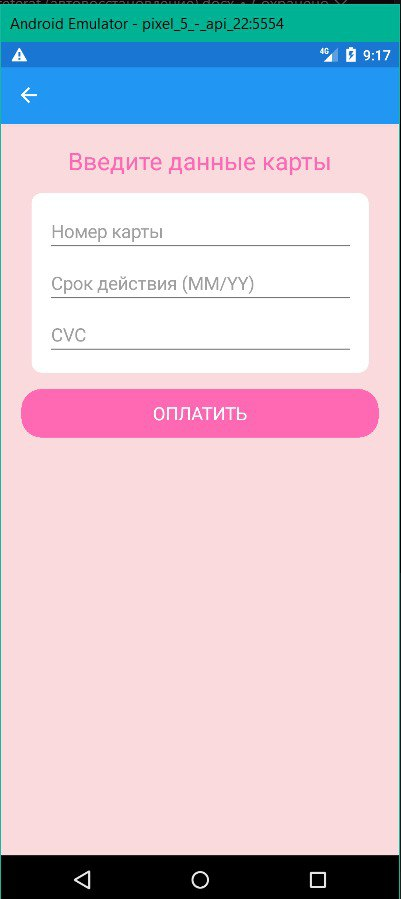 Android Emulator - pixel_5_-_api_22:5554
4G 9:17
Введите данные карты
Номер карты
Срок действия (MM/YY)
CVC
ОПЛАТИТЬ